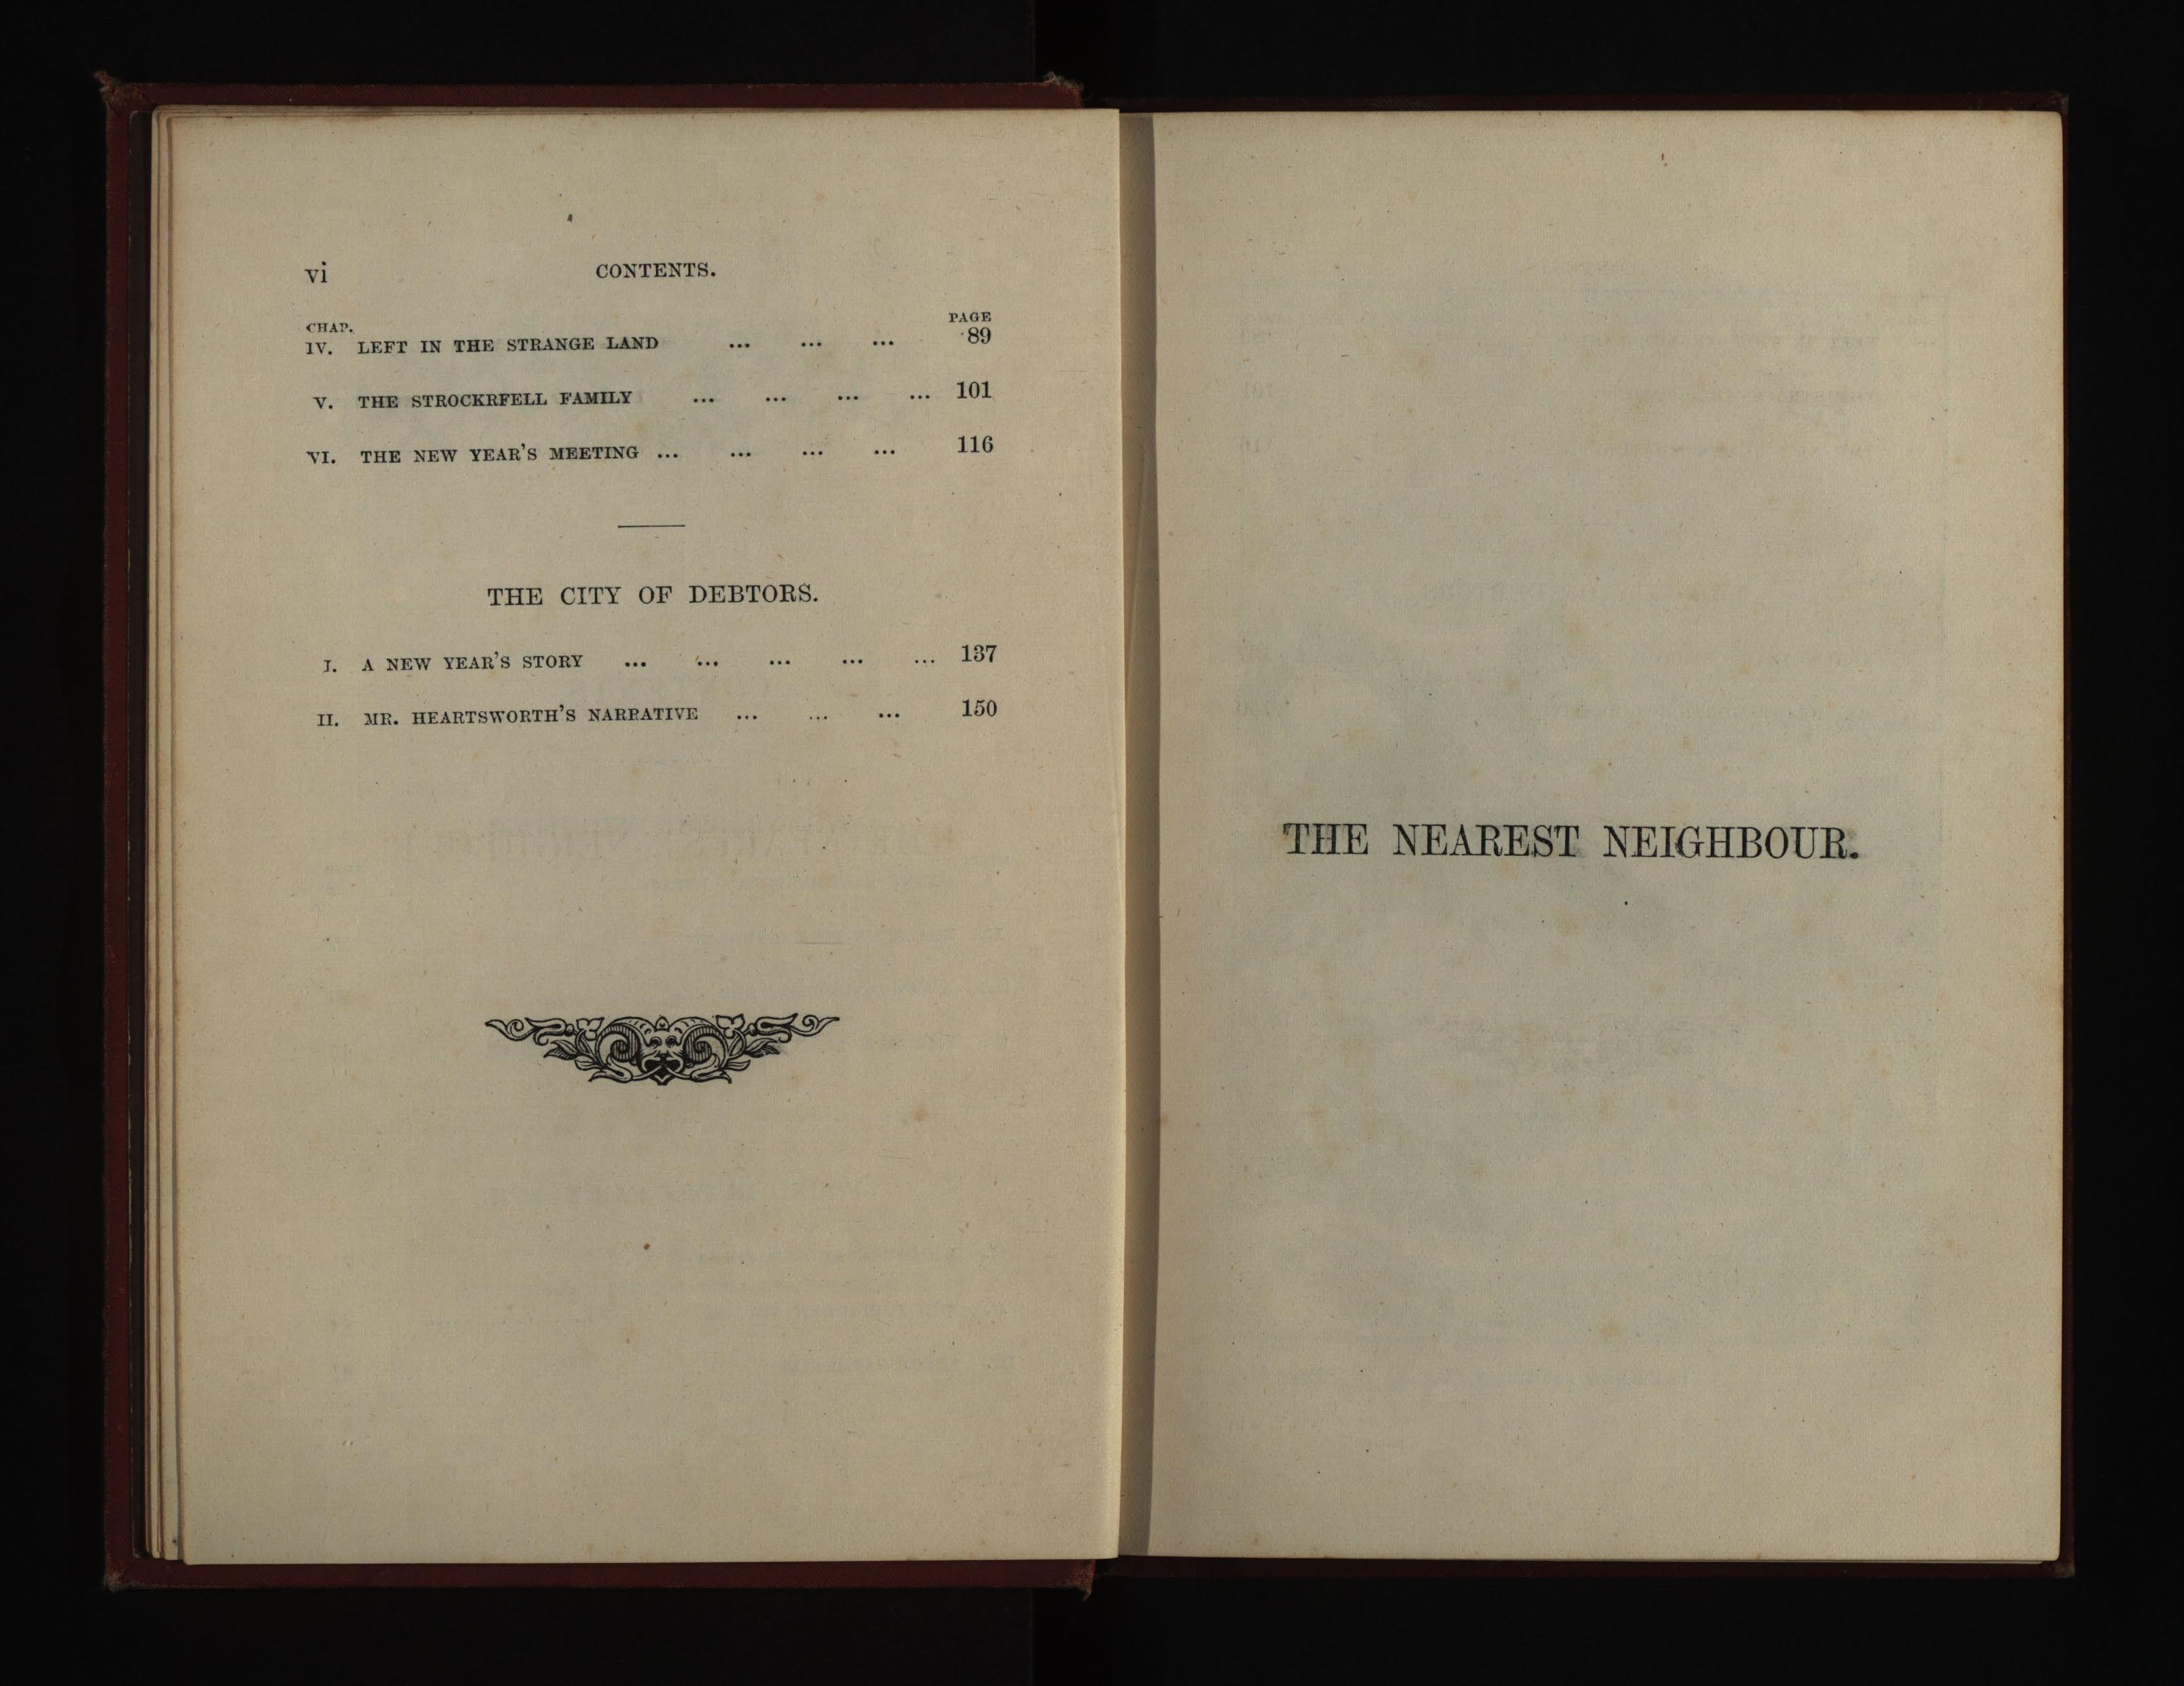 vi CONTENTS.
CHAP. PAGE
IV. LEFT IN THE STRANGE LAND ... ... ... 89
V. THE STROCKRFELL FAMILY ... ... ... ... 101
VI. THE NEW YEAR'S MEETING ... ... ... ... 116
THE CITY OF DEBTORS.
I. A NEW YEAR'S STORY ... ... ... ... ... 137
II. MR. HEARTSWORTH'S NARRATIVE ... ... ... 150
THE NEAREST NEIGHBOUR.